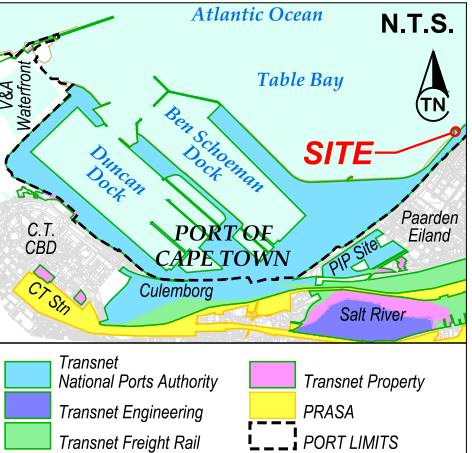 Atlantic Ocean
N.T.S.
V&A
Waterfront
Table Bay
TN
Ben Schoeman
Dock
SITE
Duncan
Dock
Paarden
Eiland
C.T.
CBD
PORT OF
CAPE TOWN
PIP Site
CT Stn
Culemborg
Salt River
Transnet
National Ports Authority
Transnet Engineering
Transnet Freight Rail
Transnet Property
PRASA
PORT LIMITS